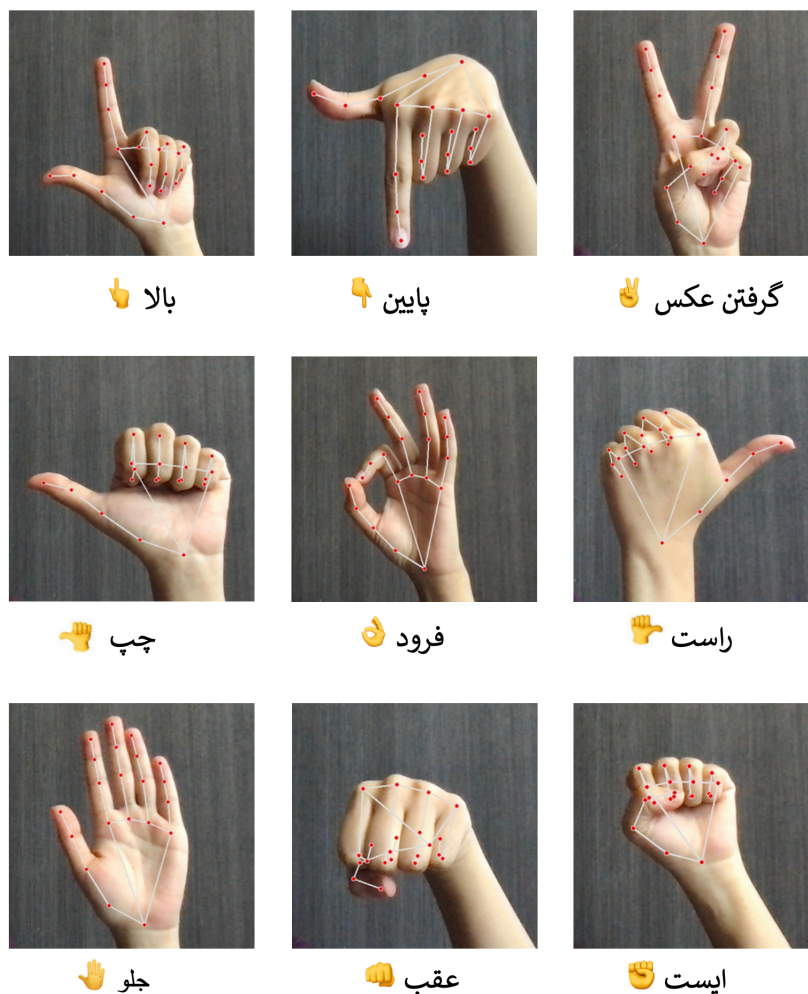 گرفتن عکس ✌️ پایین 👇 بالا 👆
راست 👍 فرود 👌 چپ 👍
ایست ✊ عقب 👊 جلو 🤚